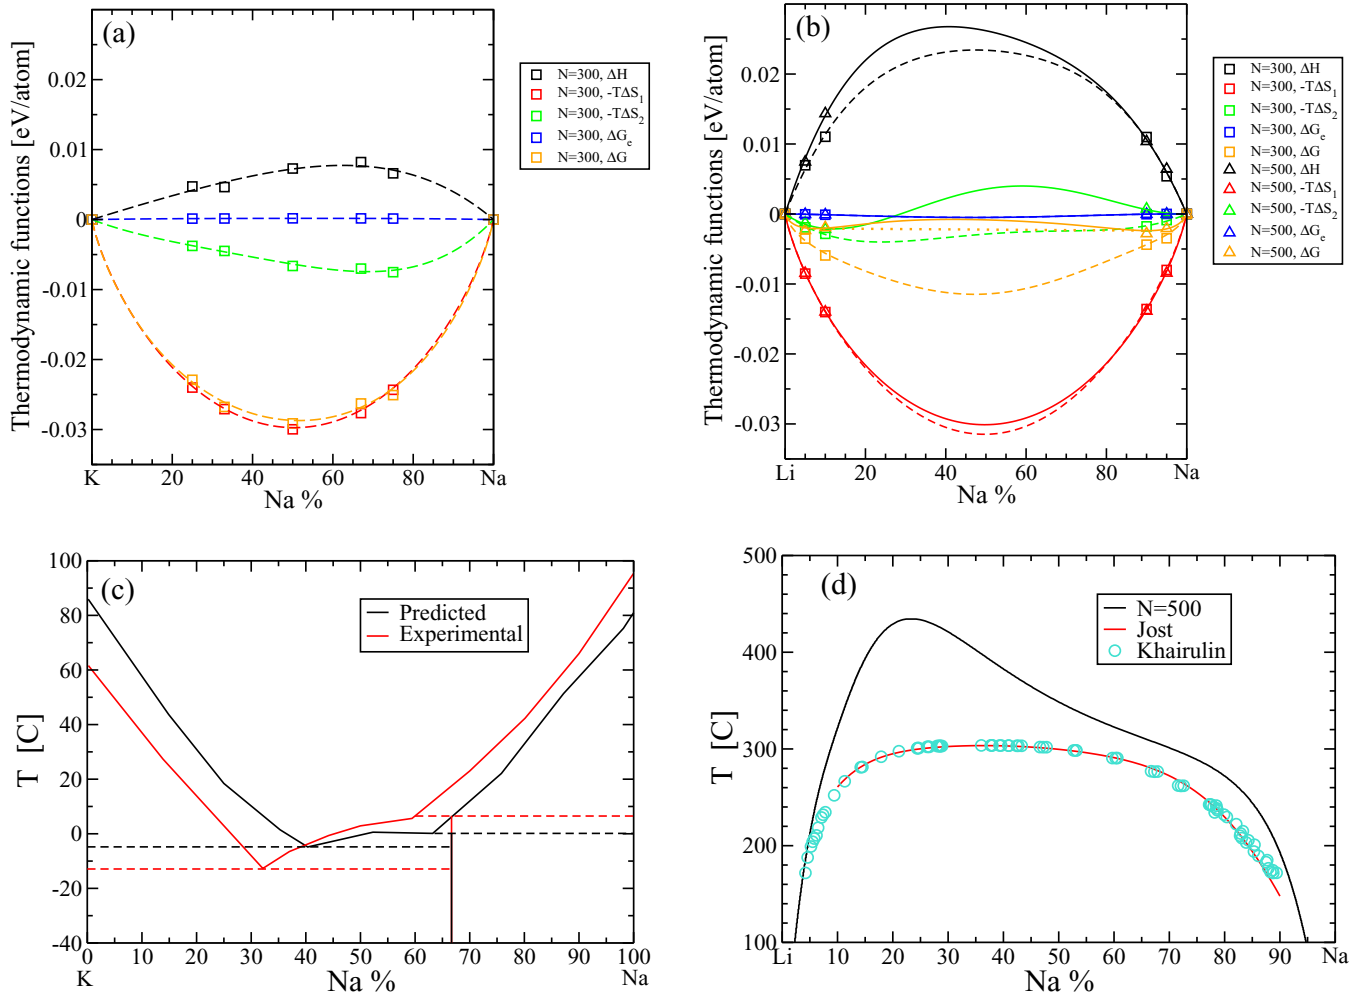 (a)
Thermodynamic functions [eV/atom]
0.02
0.01
0
-0.01
-0.02
-0.03
K 20 40 60 80 Na
Na %
N=300, ΔH
N=300, -TΔS₁
N=300, -TΔS₂
N=300, ΔGₑ
N=300, ΔG
(b)
Thermodynamic functions [eV/atom]
0.02
0.01
0
-0.01
-0.02
-0.03
Li 20 40 60 80 Na
Na %
N=300, ΔH
N=300, -TΔS₁
N=300, -TΔS₂
N=300, ΔGₑ
N=300, ΔG
N=500, ΔH
N=500, -TΔS₁
N=500, -TΔS₂
N=500, ΔGₑ
N=500, ΔG
(c)
T [C]
100
80
60
40
20
0
-20
-40
0 10 20 30 40 50 60 70 80 90 100
K Na
Na %
Predicted
Experimental
(d)
T [C]
500
400
300
200
100
Li 10 20 30 40 50 60 70 80 90 Na
Na %
N=500
Jost
Khairulin